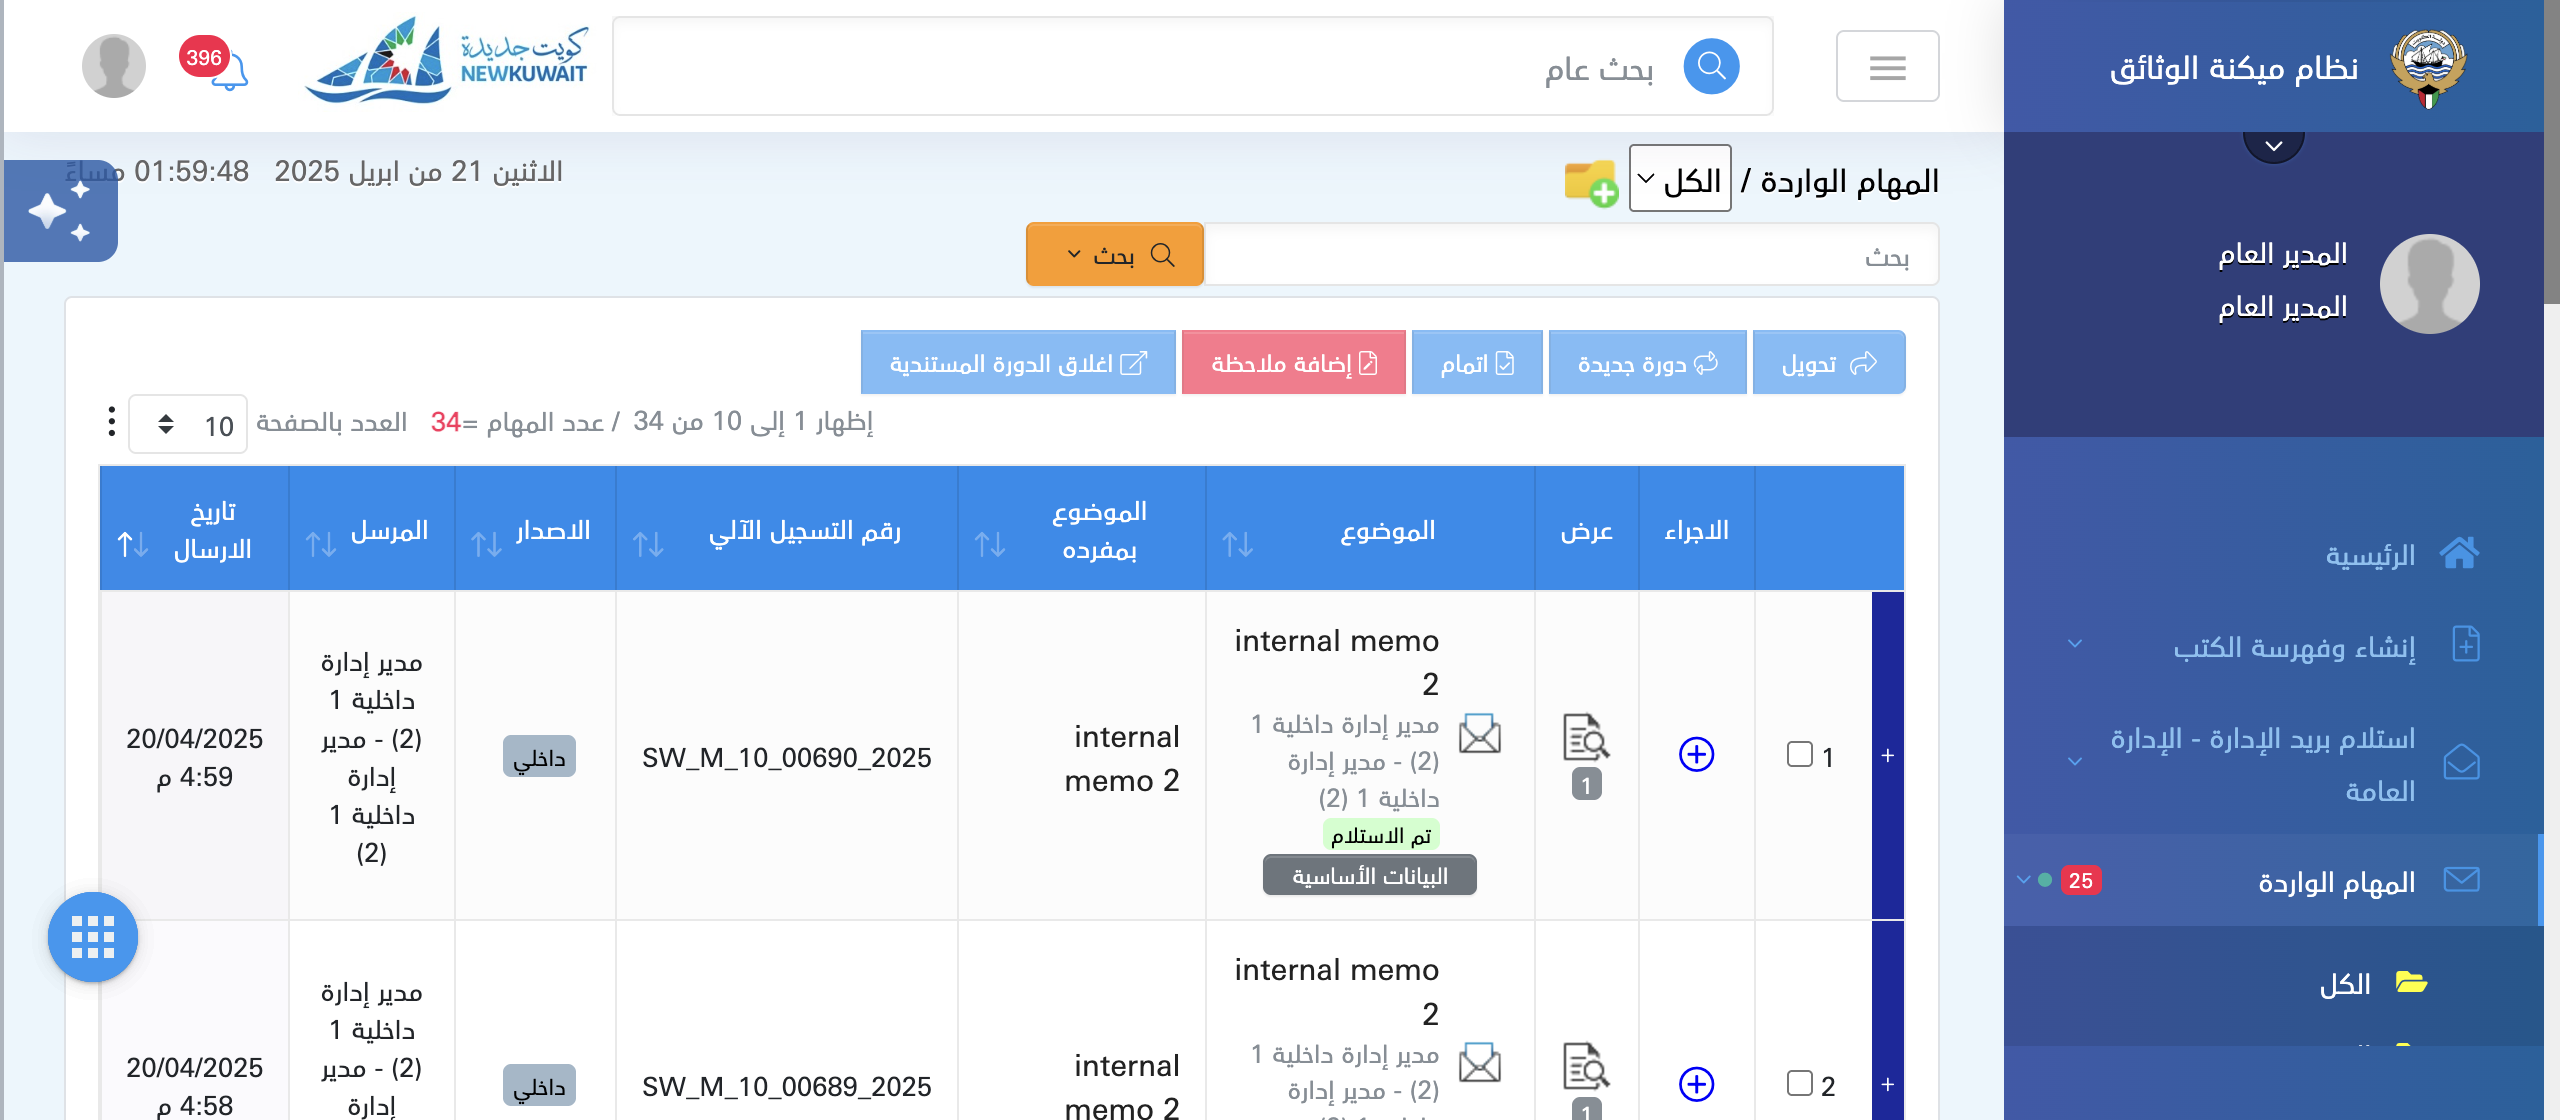 نظام ميكنة الوثائق
بحث عام
كويت جديدة
NEWKUWAIT
396
المدير العام
المدير العام
الرئيسية
إنشاء وفهرسة الكتب
استلام بريد الإدارة - الإدارة
العامة
المهام الواردة
25
الكل
المهام الواردة / الكل
الاثنين 21 من ابريل 2025 01:59:48 مساءً
بحث
بحث
تحويل
دورة جديدة
اتمام
إضافة ملاحظة
اغلاق الدورة المستندية
إظهار 1 إلى 10 من 34 / عدد المهام =34 العدد بالصفحة 10
الاجراء
عرض
الموضوع
الموضوع
بمفرده
رقم التسجيل الآلي
الاصدار
المرسل
تاريخ
الارسال
+
1
1
internal memo
2
مدير إدارة داخلية 1
(2) - مدير إدارة
داخلية 1 (2)
تم الاستلام
البيانات الأساسية
internal
memo 2
SW_M_10_00690_2025
داخلي
مدير إدارة
داخلية 1
(2) - مدير
إدارة
داخلية 1
(2)
20/04/2025
4:59 م
+
2
1
internal memo
2
مدير إدارة داخلية 1
(2) - مدير إدارة
internal
memo 2
SW_M_10_00689_2025
داخلي
مدير إدارة
داخلية 1
(2) - مدير
إدارة
20/04/2025
4:58 م